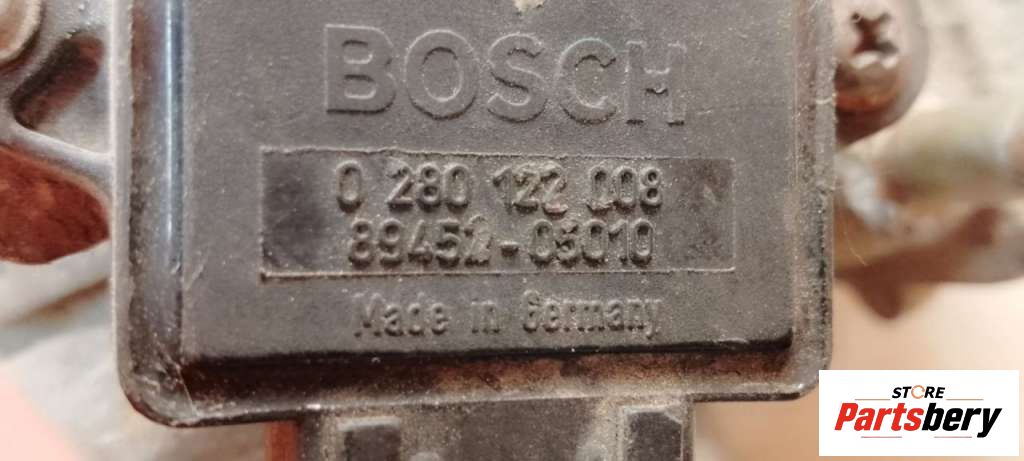 BOSCH
0 280 122 008
89452-05010
Made in Germany
STORE
Partsbery